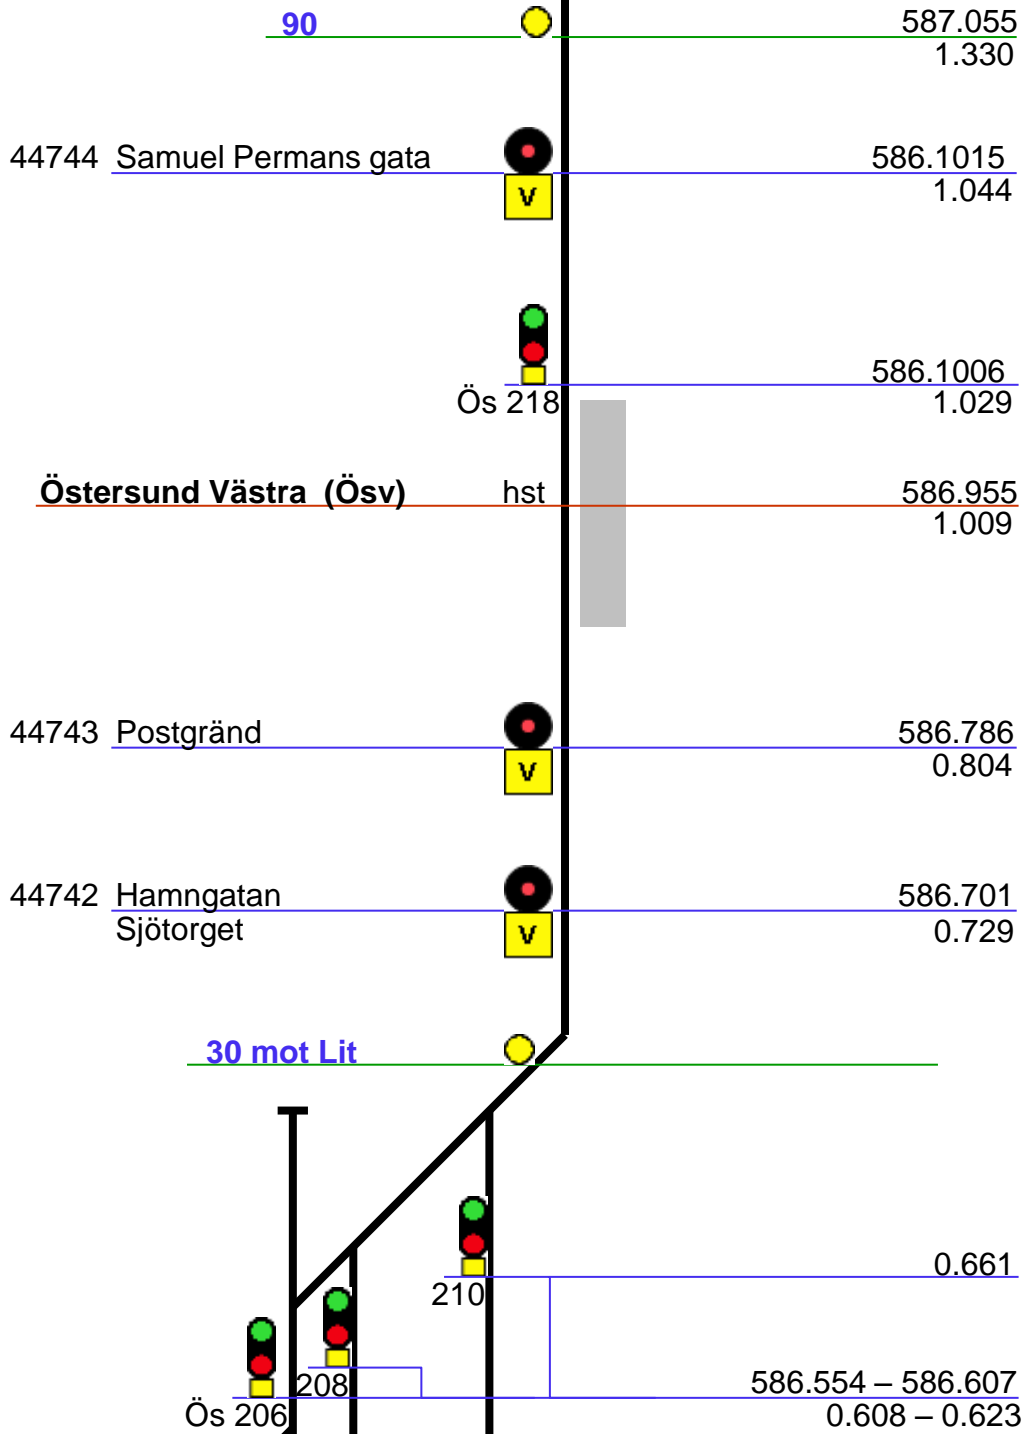 90 587.055
1.330
44744 Samuel Permans gata 586.1015
V 1.044
586.1006
Ös 218 1.029
Östersund Västra (Ösv) hst 586.955
1.009
44743 Postgränd 586.786
V 0.804
44742 Hamngatan 586.701
Sjötorget V 0.729
30 mot Lit
0.661
210
208 586.554 – 586.607
Ös 206 0.608 – 0.623